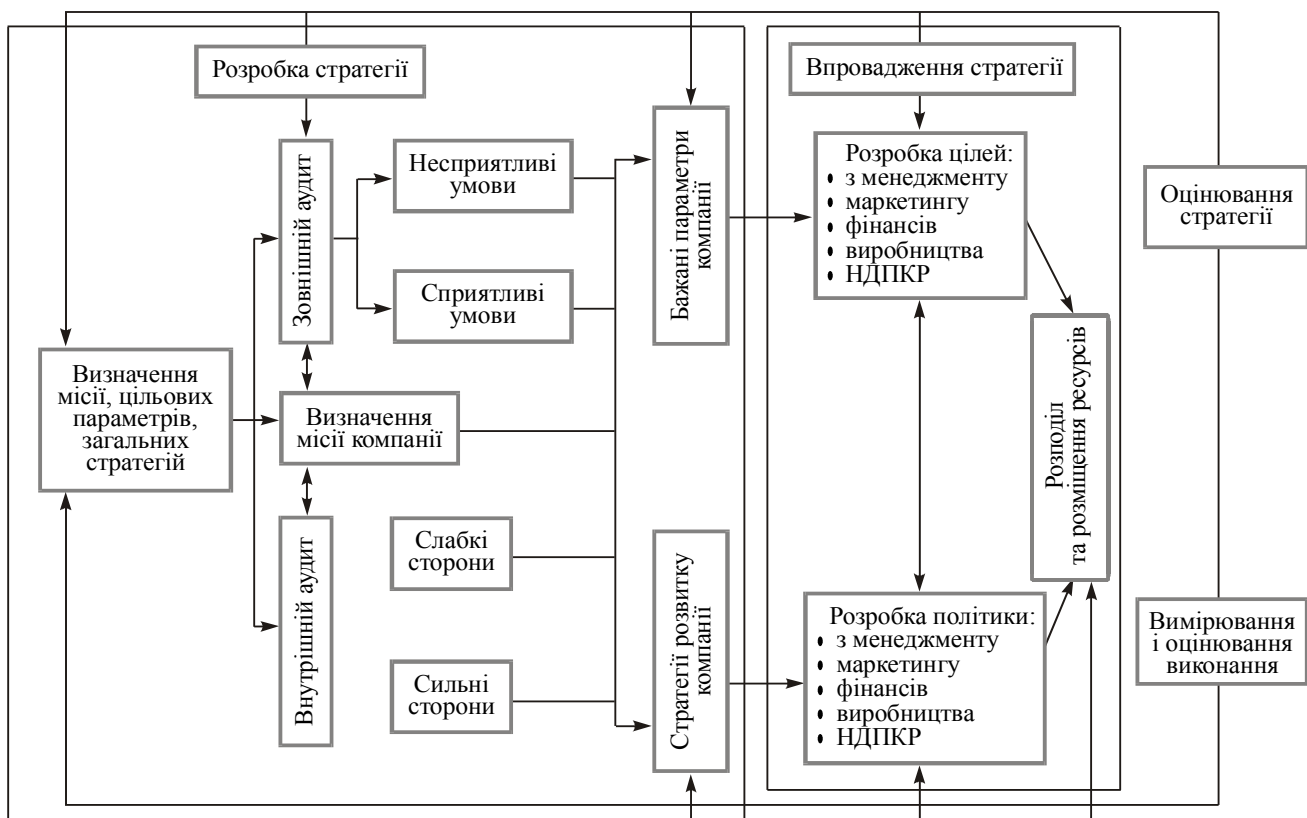 Розробка стратегії
Впровадження стратегії
Зовнішній аудит
Несприятливі
умови
Сприятливі
умови
Бажані параметри
компанії
Розробка цілей:
• з менеджменту
• маркетингу
• фінансів
• виробництва
• НДПКР
Оцінювання
стратегії
Визначення
місії, цільових
параметрів,
загальних
стратегій
Визначення
місії компанії
Розподіл
та розміщення ресурсів
Внутрішній аудит
Слабкі
сторони
Сильні
сторони
Стратегії розвитку
компанії
Розробка політики:
• з менеджменту
• маркетингу
• фінансів
• виробництва
• НДПКР
Вимірювання
і оцінювання
виконання